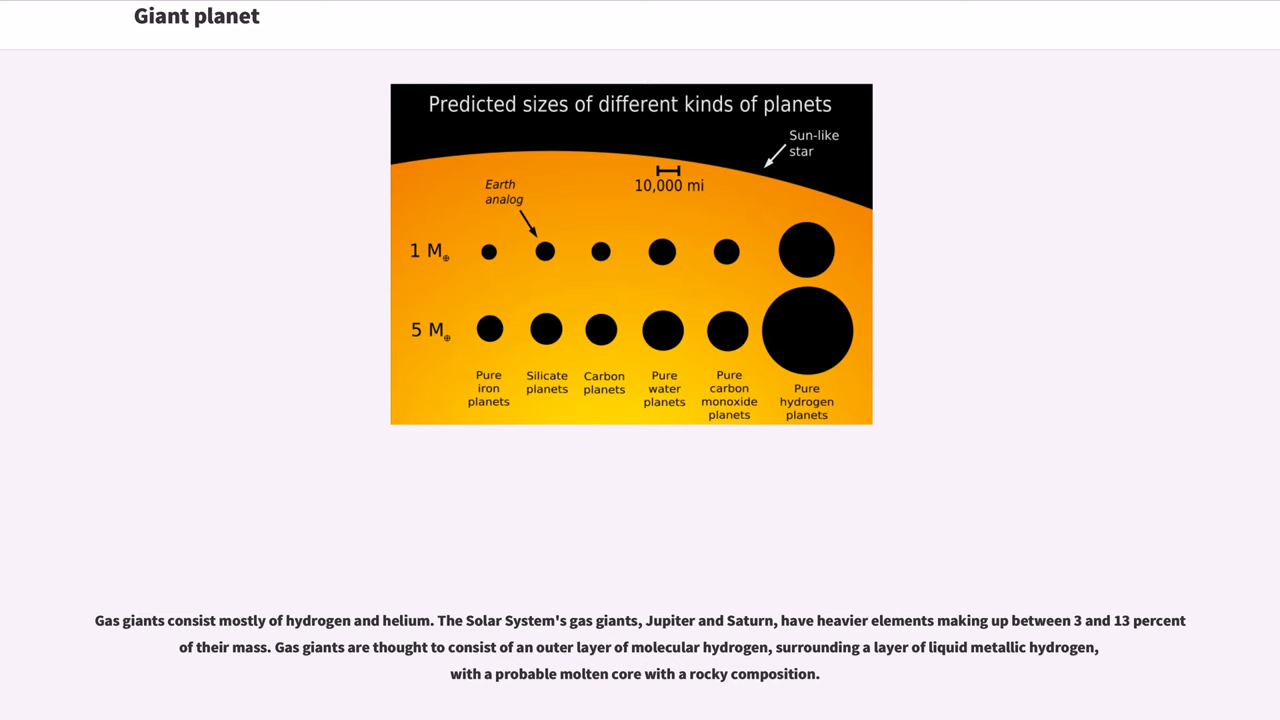 Giant planet
Predicted sizes of different kinds of planets
Sun-like
star
10,000 mi
Earth
analog
1 M⊕
5 M⊕
Pure
iron
planets
Silicate
planets
Carbon
planets
Pure
water
planets
Pure
carbon
monoxide
planets
Pure
hydrogen
planets
Gas giants consist mostly of hydrogen and helium. The Solar System's gas giants, Jupiter and Saturn, have heavier elements making up between 3 and 13 percent
of their mass. Gas giants are thought to consist of an outer layer of molecular hydrogen, surrounding a layer of liquid metallic hydrogen,
with a probable molten core with a rocky composition.